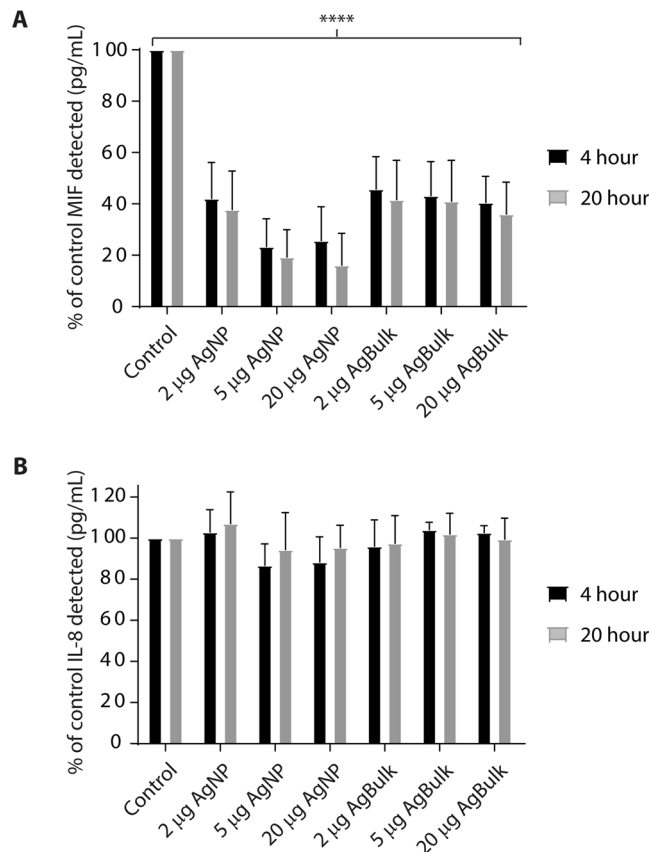 A
****
% of control MIF detected (pg/mL)
100
80
60
40
20
0
Control
2 µg AgNP
5 µg AgNP
20 µg AgNP
2 µg AgBulk
5 µg AgBulk
20 µg AgBulk
4 hour
20 hour
B
% of control IL-8 detected (pg/mL)
120
100
80
60
40
20
0
Control
2 µg AgNP
5 µg AgNP
20 µg AgNP
2 µg AgBulk
5 µg AgBulk
20 µg AgBulk
4 hour
20 hour